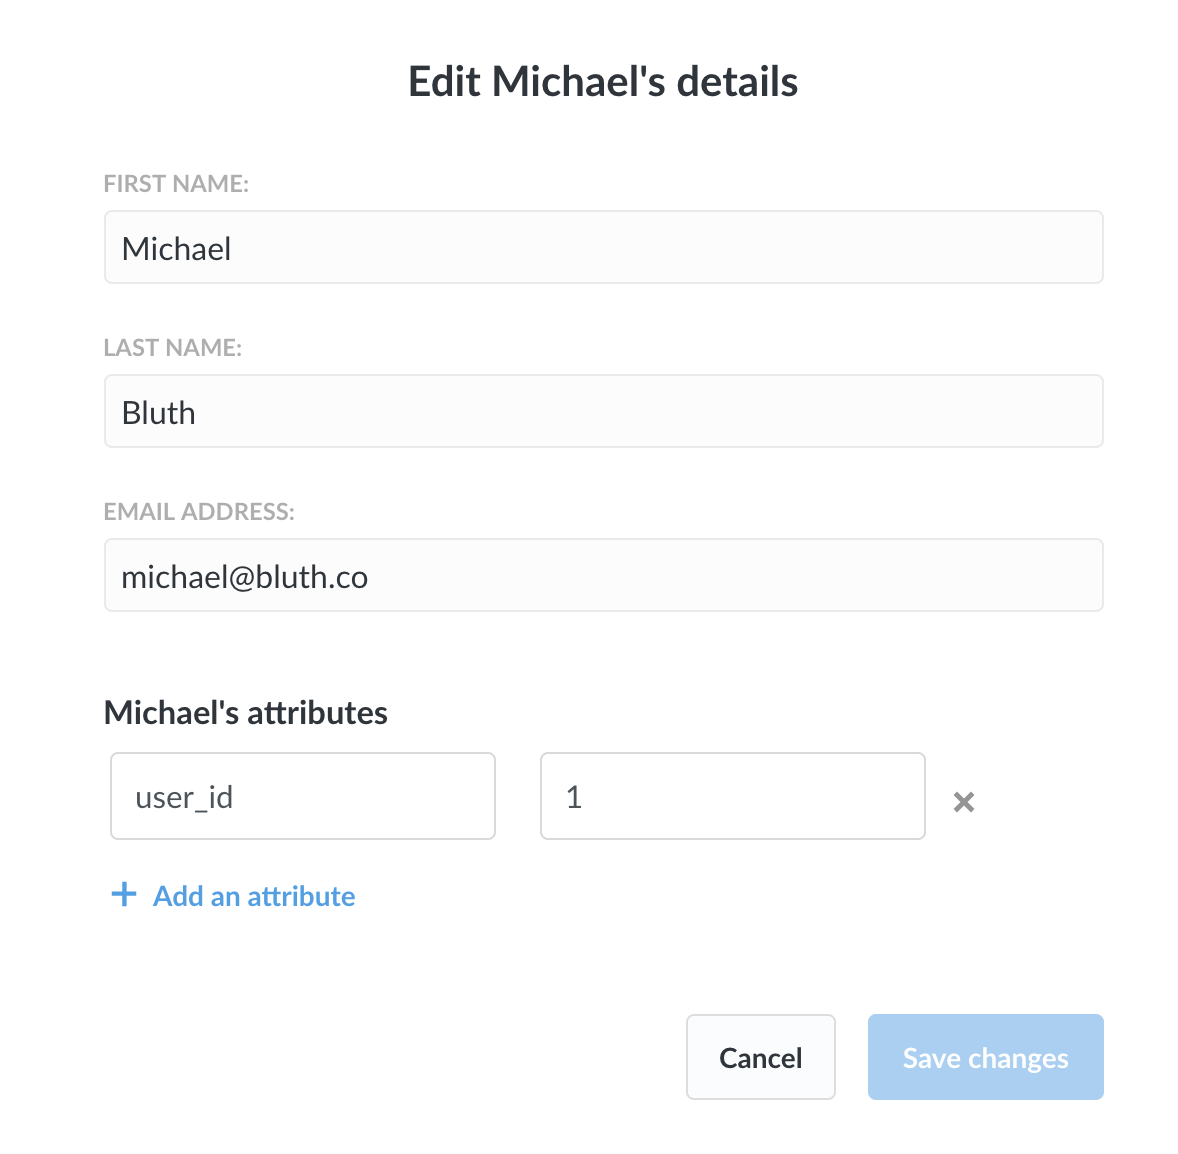 Edit Michael's details
FIRST NAME:
Michael
LAST NAME:
Bluth
EMAIL ADDRESS:
michael@bluth.co
Michael's attributes
user_id 1
Add an attribute
Cancel Save changes